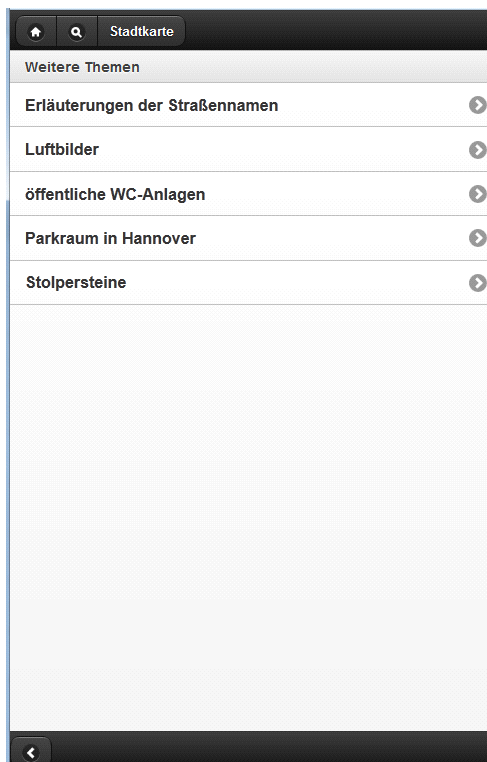 Stadtkarte
Weitere Themen
Erläuterungen der Straßennamen
Luftbilder
öffentliche WC-Anlagen
Parkraum in Hannover
Stolpersteine